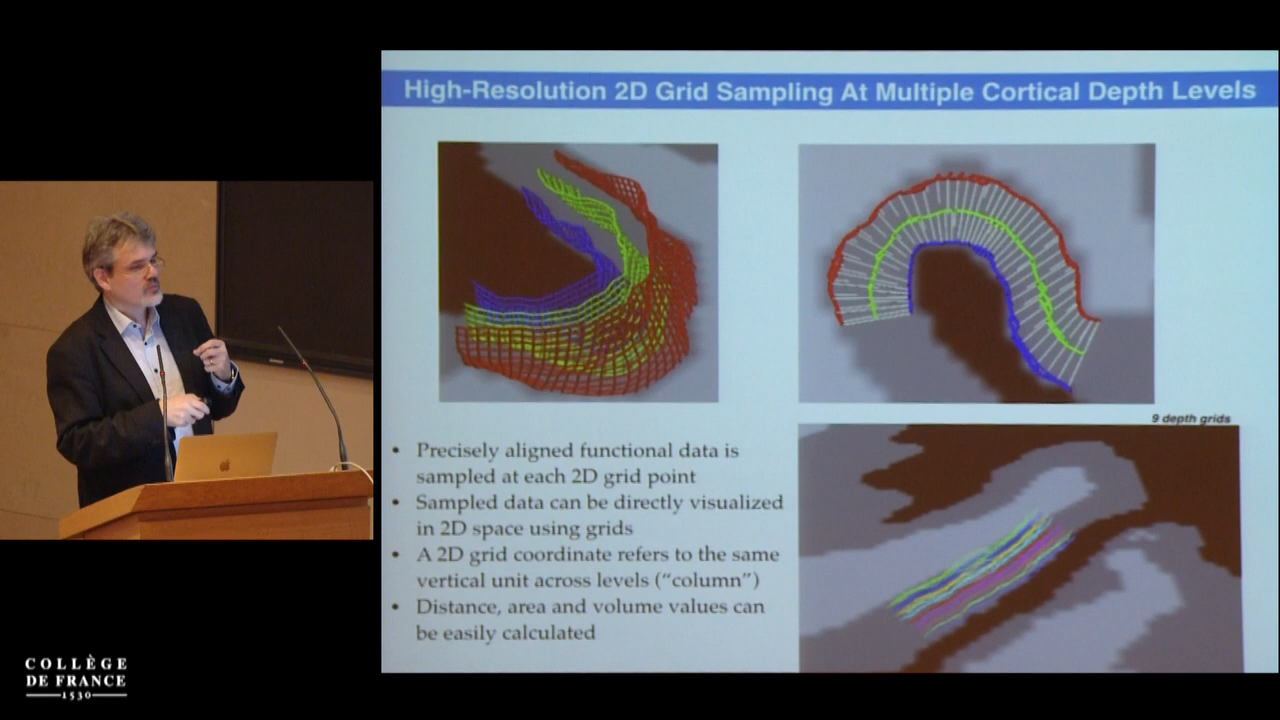 High-Resolution 2D Grid Sampling At Multiple Cortical Depth Levels
9 depth grids
• Precisely aligned functional data is
sampled at each 2D grid point
• Sampled data can be directly visualized
in 2D space using grids
• A 2D grid coordinate refers to the same
vertical unit across levels ("column")
• Distance, area and volume values can
be easily calculated
COLLÈGE
DE FRANCE
1530